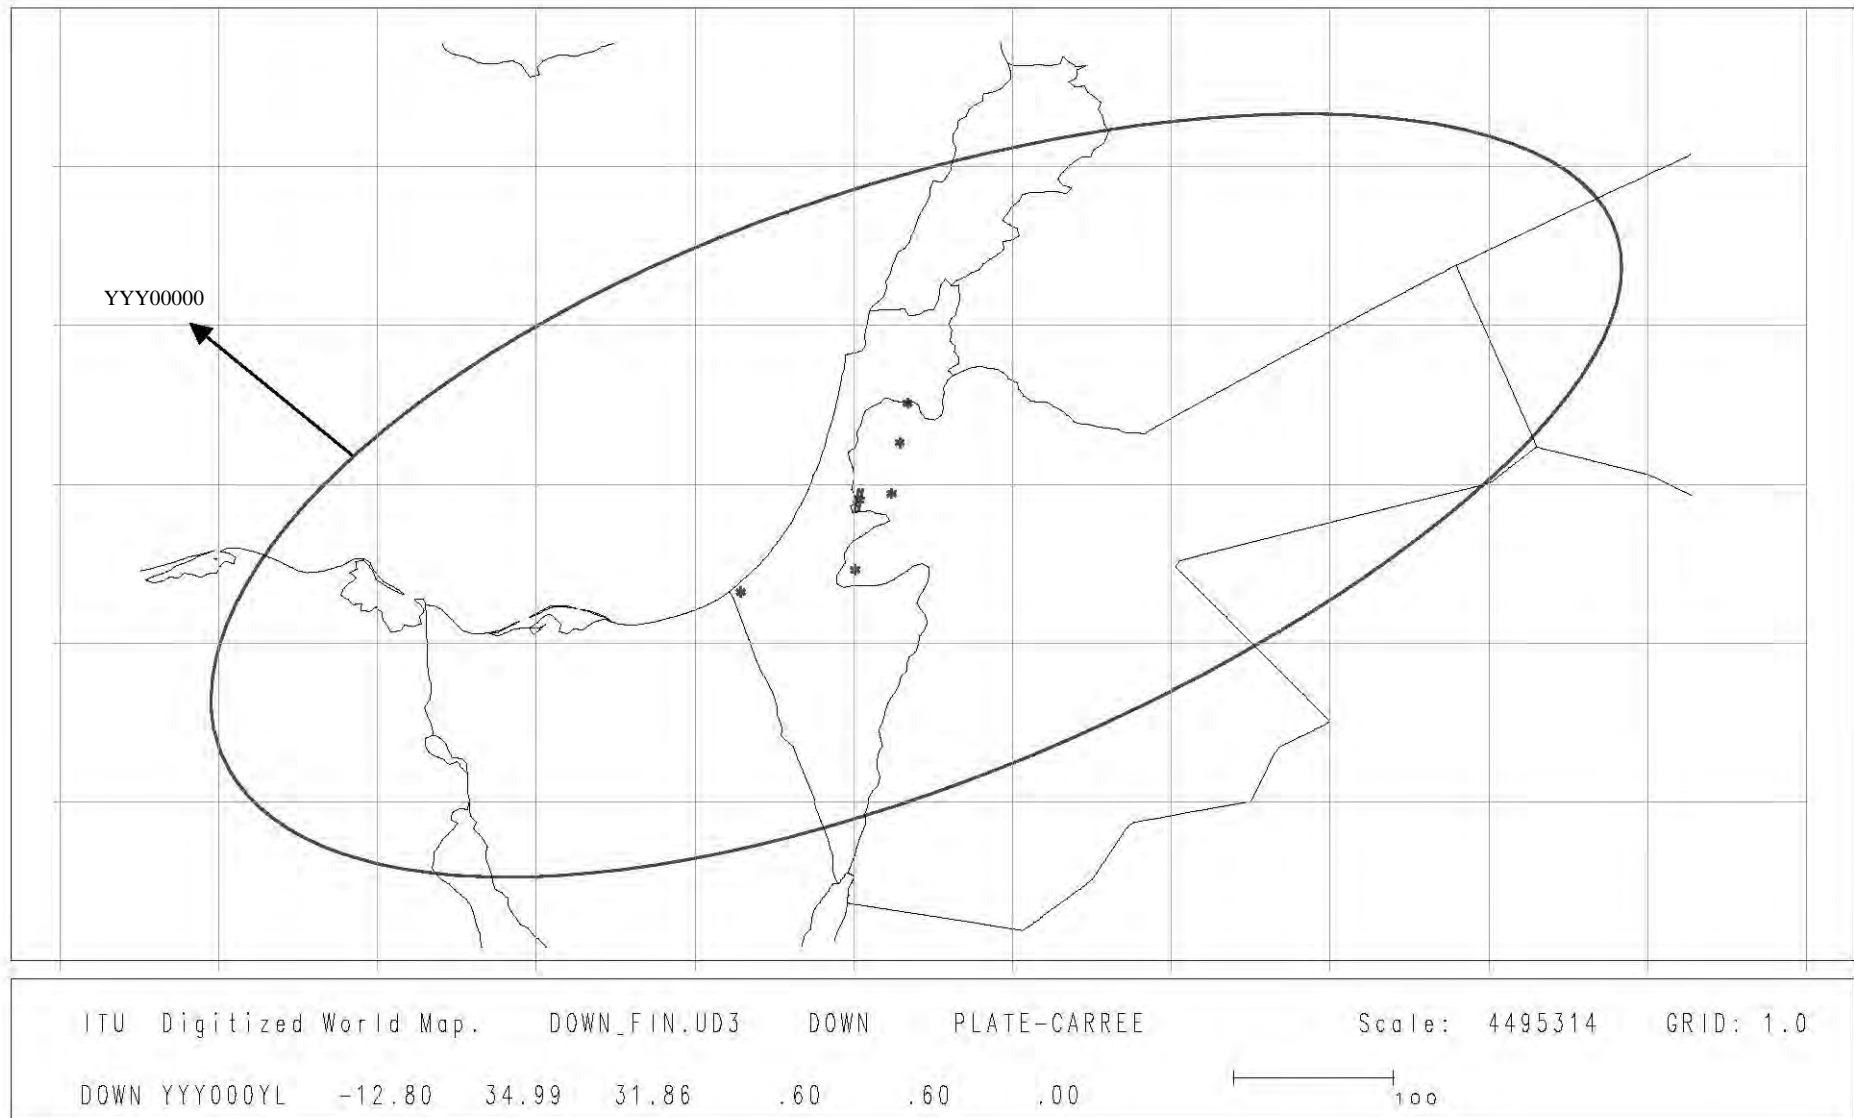 YYY00000
ITU Digitized World Map. DOWN_FIN.UD3 DOWN PLATE-CARREE Scale: 4495314 GRID: 1.0
DOWN YYY000YL -12.80 34.99 31.86 .60 .60 .00 100